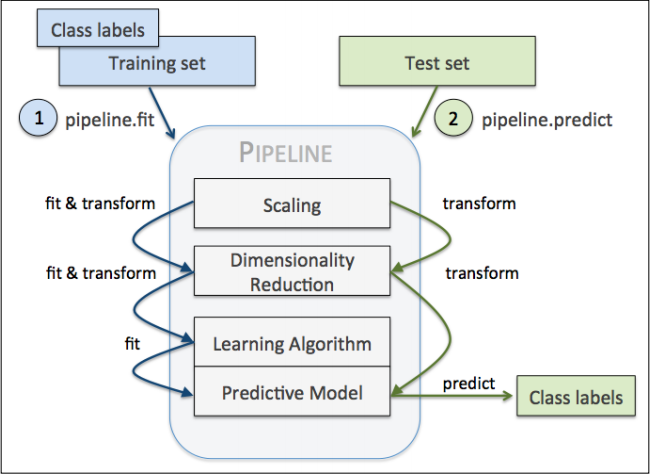 Class labels
Training set
Test set
1 pipeline.fit
2 pipeline.predict
PIPELINE
fit & transform
Scaling
transform
fit & transform
Dimensionality
Reduction
transform
fit
Learning Algorithm
Predictive Model
predict
Class labels